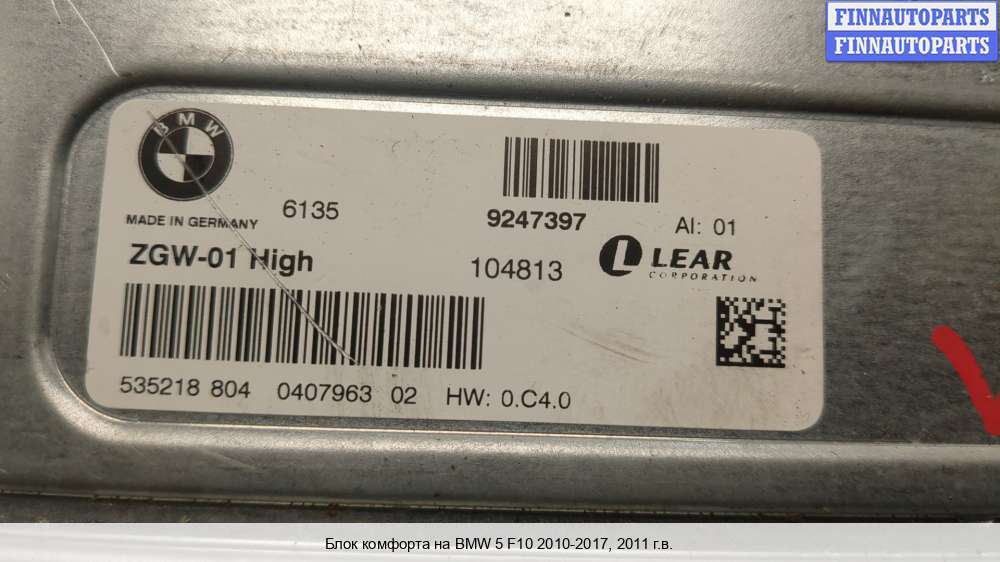 FINNAUTOPARTS
FINNAUTOPARTS
BMW
MADE IN GERMANY
6135
9247397
AI: 01
ZGW-01 High
104813
L LEAR
CORPORATION
535218 804 0407963 02 HW: 0.C4.0
Блок комфорта на BMW 5 F10 2010-2017, 2011 г.в.